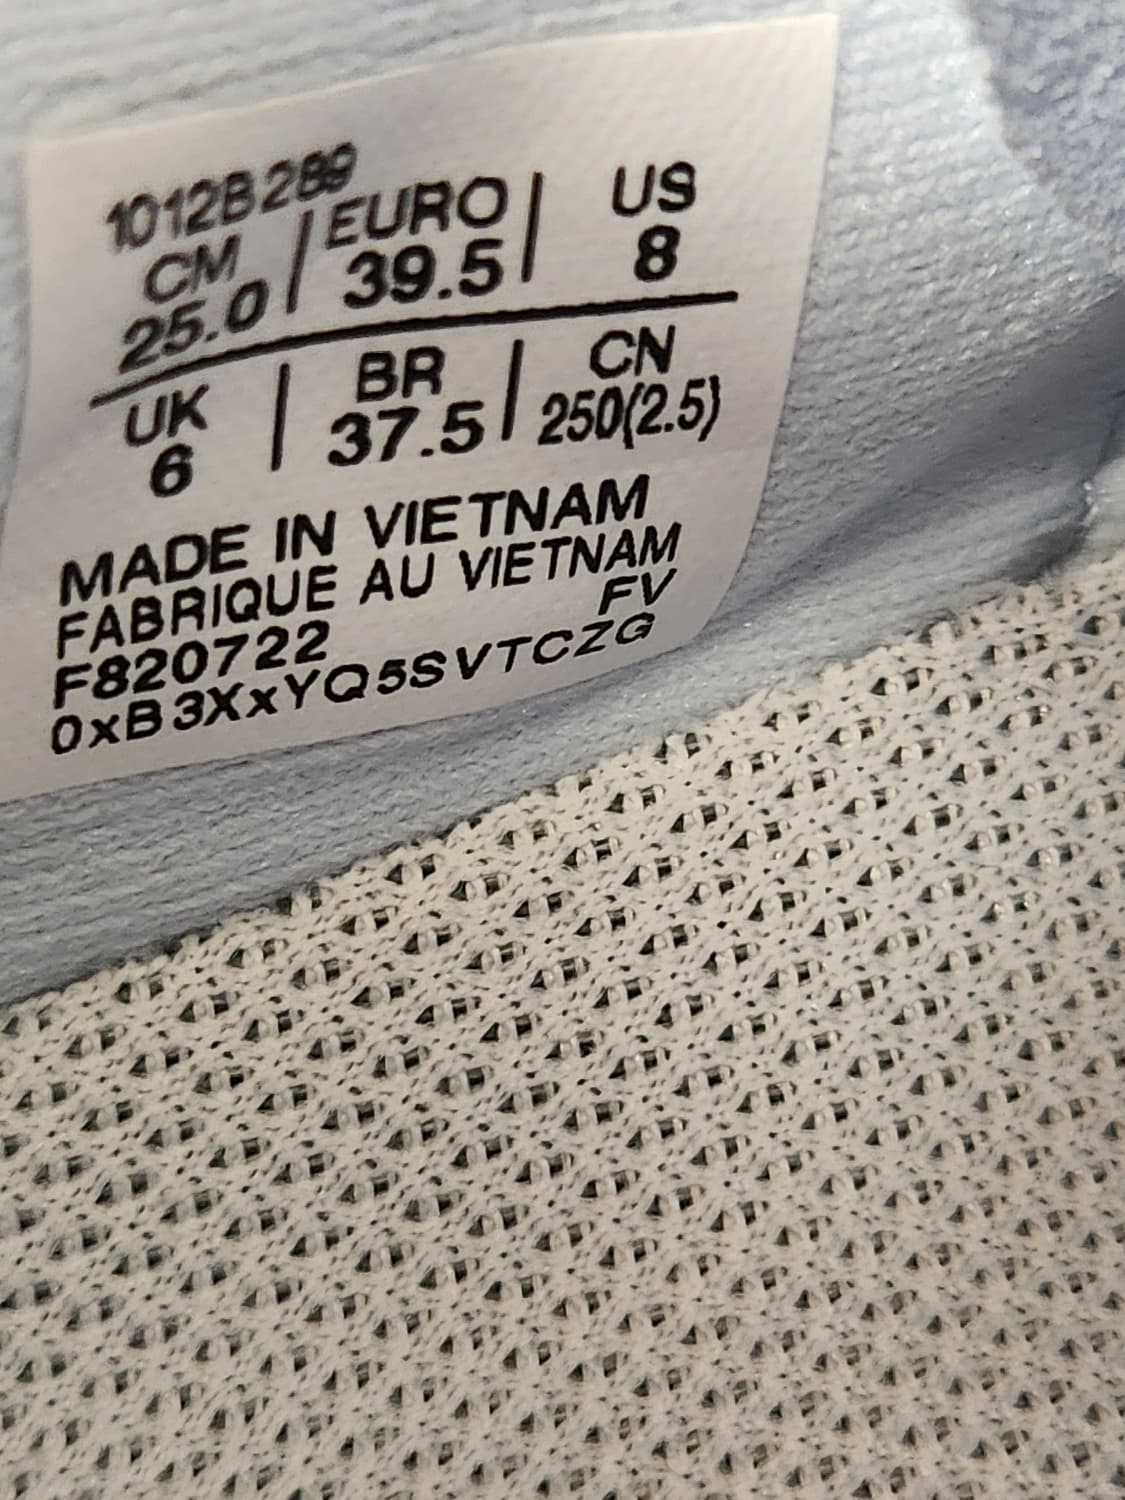 1012B289
CM | EURO | US
25.0 | 39.5 | 8
UK | BR | CN
6 | 37.5 | 250(2.5)
MADE IN VIETNAM
FABRIQUE AU VIETNAM
F820722 FV
0xB3XxYQ5SVTCZG